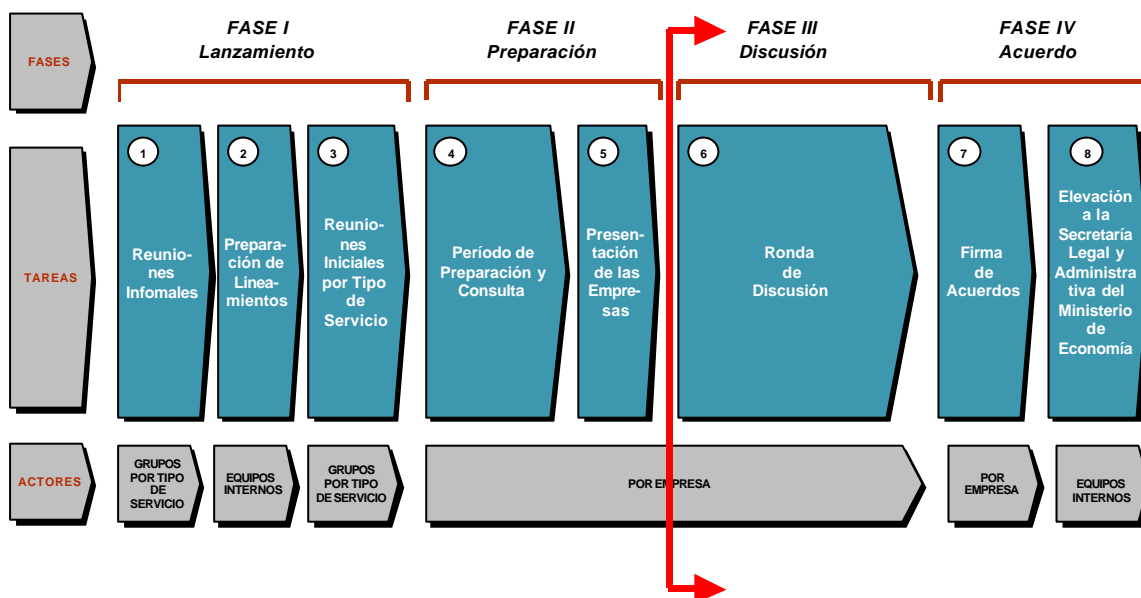 FASE I
Lanzamiento
FASE II
Preparación
FASE III
Discusión
FASE IV
Acuerdo
FASES
TAREAS
1
Reunio-
nes
Infomales
2
Prepara-
ción de
Linea-
mientos
3
Reunio-
nes
Iniciales
por Tipo
de
Servicio
4
Período de
Preparación y
Consulta
5
Presen-
tación
de las
Empre-
sas
6
Ronda
de
Discusión
7
Firma
de
Acuerdos
8
Elevación
a la
Secretaría
Legal y
Administra
tiva del
Ministerio
de
Economía
ACTORES
GRUPOS
POR TIPO
DE
SERVICIO
EQUIPOS
INTERNOS
GRUPOS
POR TIPO
DE SERVICIO
POR EMPRESA
POR
EMPRESA
EQUIPOS
INTERNOS